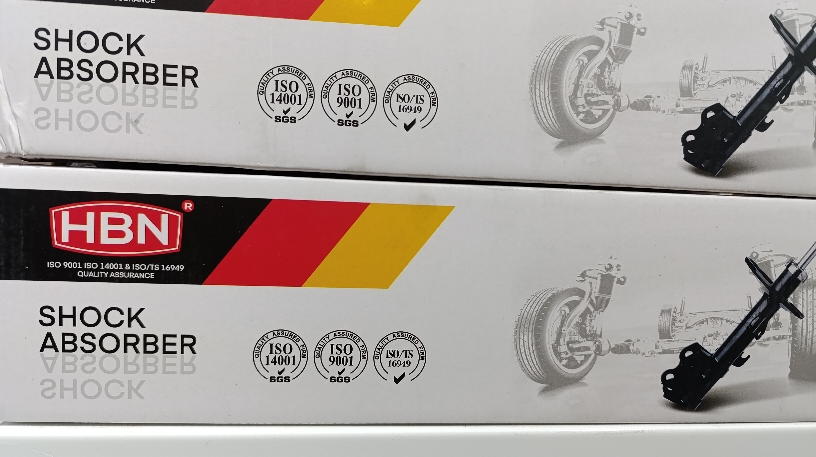 ASSURANCE
SHOCK
ABSORBER
QUALITY ASSURED FIRM
ISO
14001
SGS
QUALITY ASSURED FIRM
ISO
9001
SGS
QUALITY ASSURED FIRM
ISO/TS
16949
HBN®
ISO 9001 ISO 14001 & ISO/TS 16949
QUALITY ASSURANCE
SHOCK
ABSORBER
QUALITY ASSURED FIRM
ISO
14001
SGS
QUALITY ASSURED FIRM
ISO
9001
SGS
QUALITY ASSURED FIRM
ISO/TS
16949